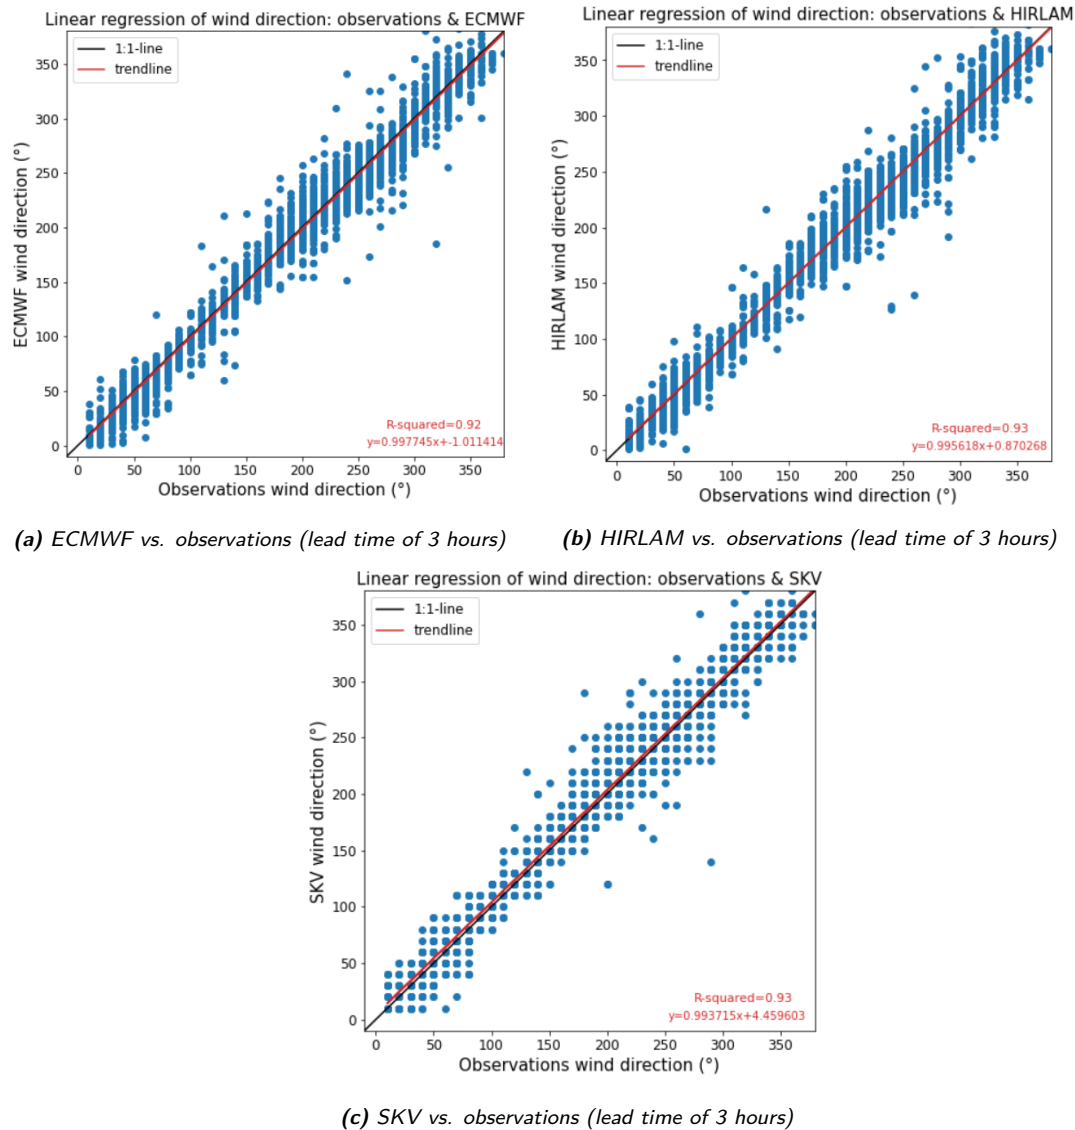 Linear regression of wind direction: observations & ECMWF
1:1-line
trendline
350
300
250
200
150
100
50
0
ECMWF wind direction (°)
R-squared=0.92
y=0.997745x+-1.011414
0 50 100 150 200 250 300 350
Observations wind direction (°)
(a) ECMWF vs. observations (lead time of 3 hours)
Linear regression of wind direction: observations & HIRLAM
1:1-line
trendline
350
300
250
200
150
100
50
0
HIRLAM wind direction (°)
R-squared=0.93
y=0.995618x+0.870268
0 50 100 150 200 250 300 350
Observations wind direction (°)
(b) HIRLAM vs. observations (lead time of 3 hours)
Linear regression of wind direction: observations & SKV
1:1-line
trendline
350
300
250
200
150
100
50
0
SKV wind direction (°)
R-squared=0.93
y=0.993715x+4.459603
0 50 100 150 200 250 300 350
Observations wind direction (°)
(c) SKV vs. observations (lead time of 3 hours)